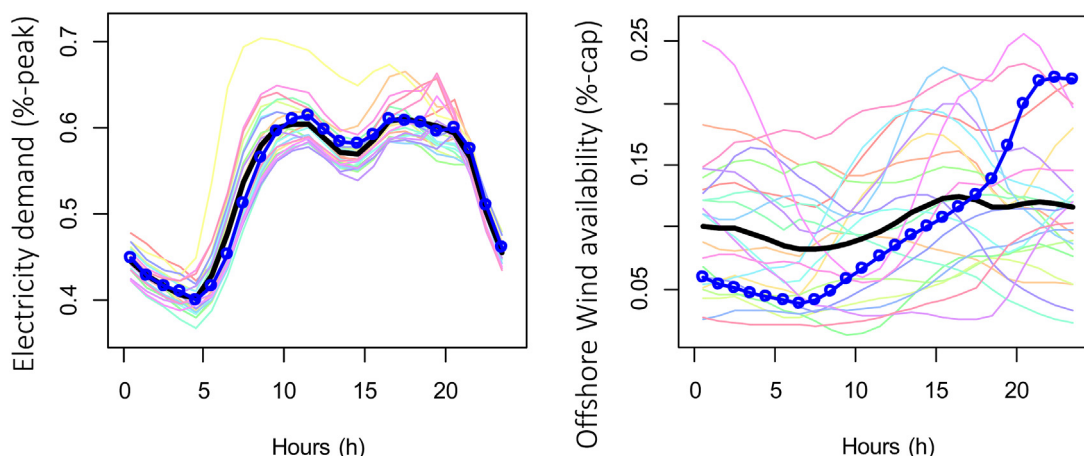 Electricity demand (%-peak)
0.7
0.6
0.5
0.4
0 5 10 15 20
Hours (h)
Offshore Wind availability (%-cap)
0.25
0.15
0.05
0 5 10 15 20
Hours (h)